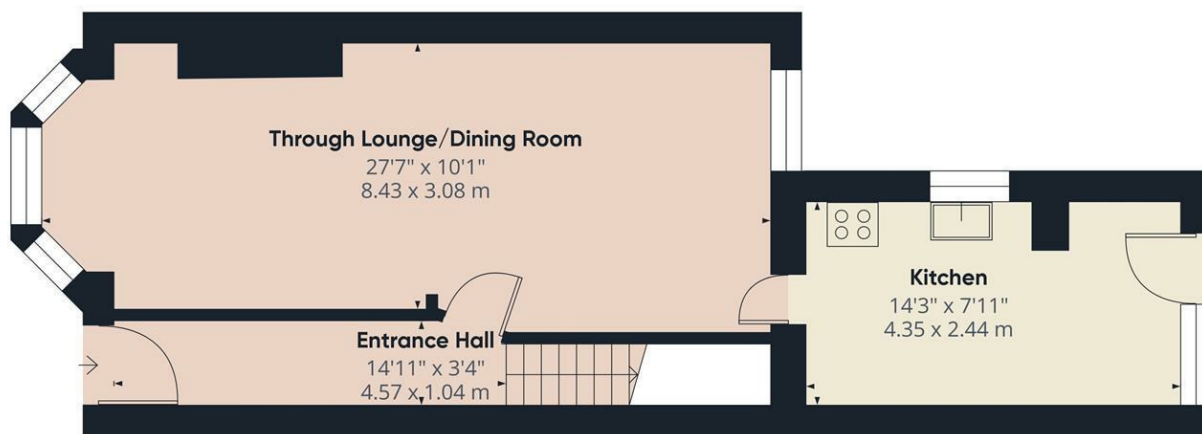 Through Lounge/Dining Room
27'7" x 10'1"
8.43 x 3.08 m
Kitchen
14'3" x 7'11"
4.35 x 2.44 m
Entrance Hall
14'11" x 3'4"
4.57 x 1.04 m